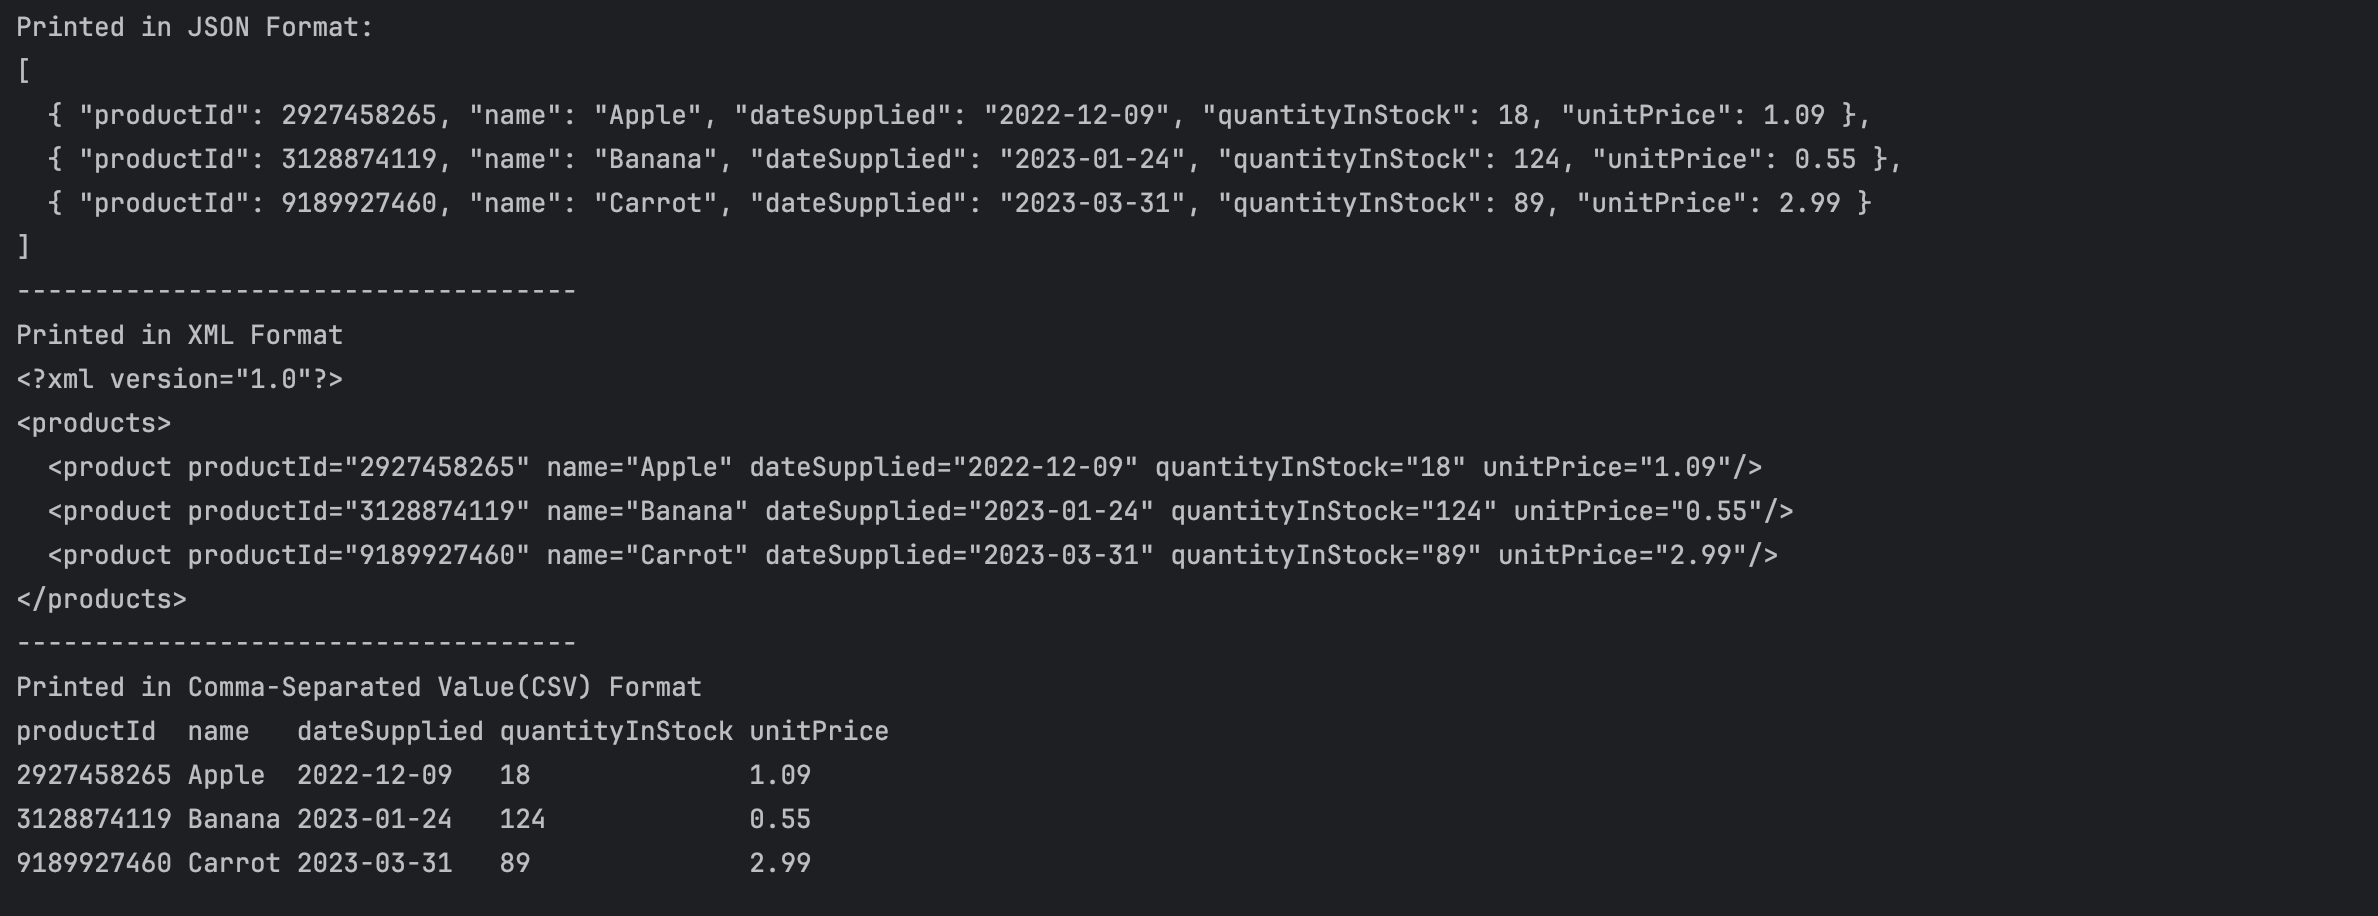 Printed in JSON Format:
[
  { "productId": 2927458265, "name": "Apple", "dateSupplied": "2022-12-09", "quantityInStock": 18, "unitPrice": 1.09 },
  { "productId": 3128874119, "name": "Banana", "dateSupplied": "2023-01-24", "quantityInStock": 124, "unitPrice": 0.55 },
  { "productId": 9189927460, "name": "Carrot", "dateSupplied": "2023-03-31", "quantityInStock": 89, "unitPrice": 2.99 }
]
------------------------------------
Printed in XML Format
<?xml version="1.0"?>
<products>
  <product productId="2927458265" name="Apple" dateSupplied="2022-12-09" quantityInStock="18" unitPrice="1.09"/>
  <product productId="3128874119" name="Banana" dateSupplied="2023-01-24" quantityInStock="124" unitPrice="0.55"/>
  <product productId="9189927460" name="Carrot" dateSupplied="2023-03-31" quantityInStock="89" unitPrice="2.99"/>
</products>
------------------------------------
Printed in Comma-Separated Value(CSV) Format
productId  name   dateSupplied quantityInStock unitPrice
2927458265 Apple  2022-12-09   18              1.09
3128874119 Banana 2023-01-24   124             0.55
9189927460 Carrot 2023-03-31   89              2.99